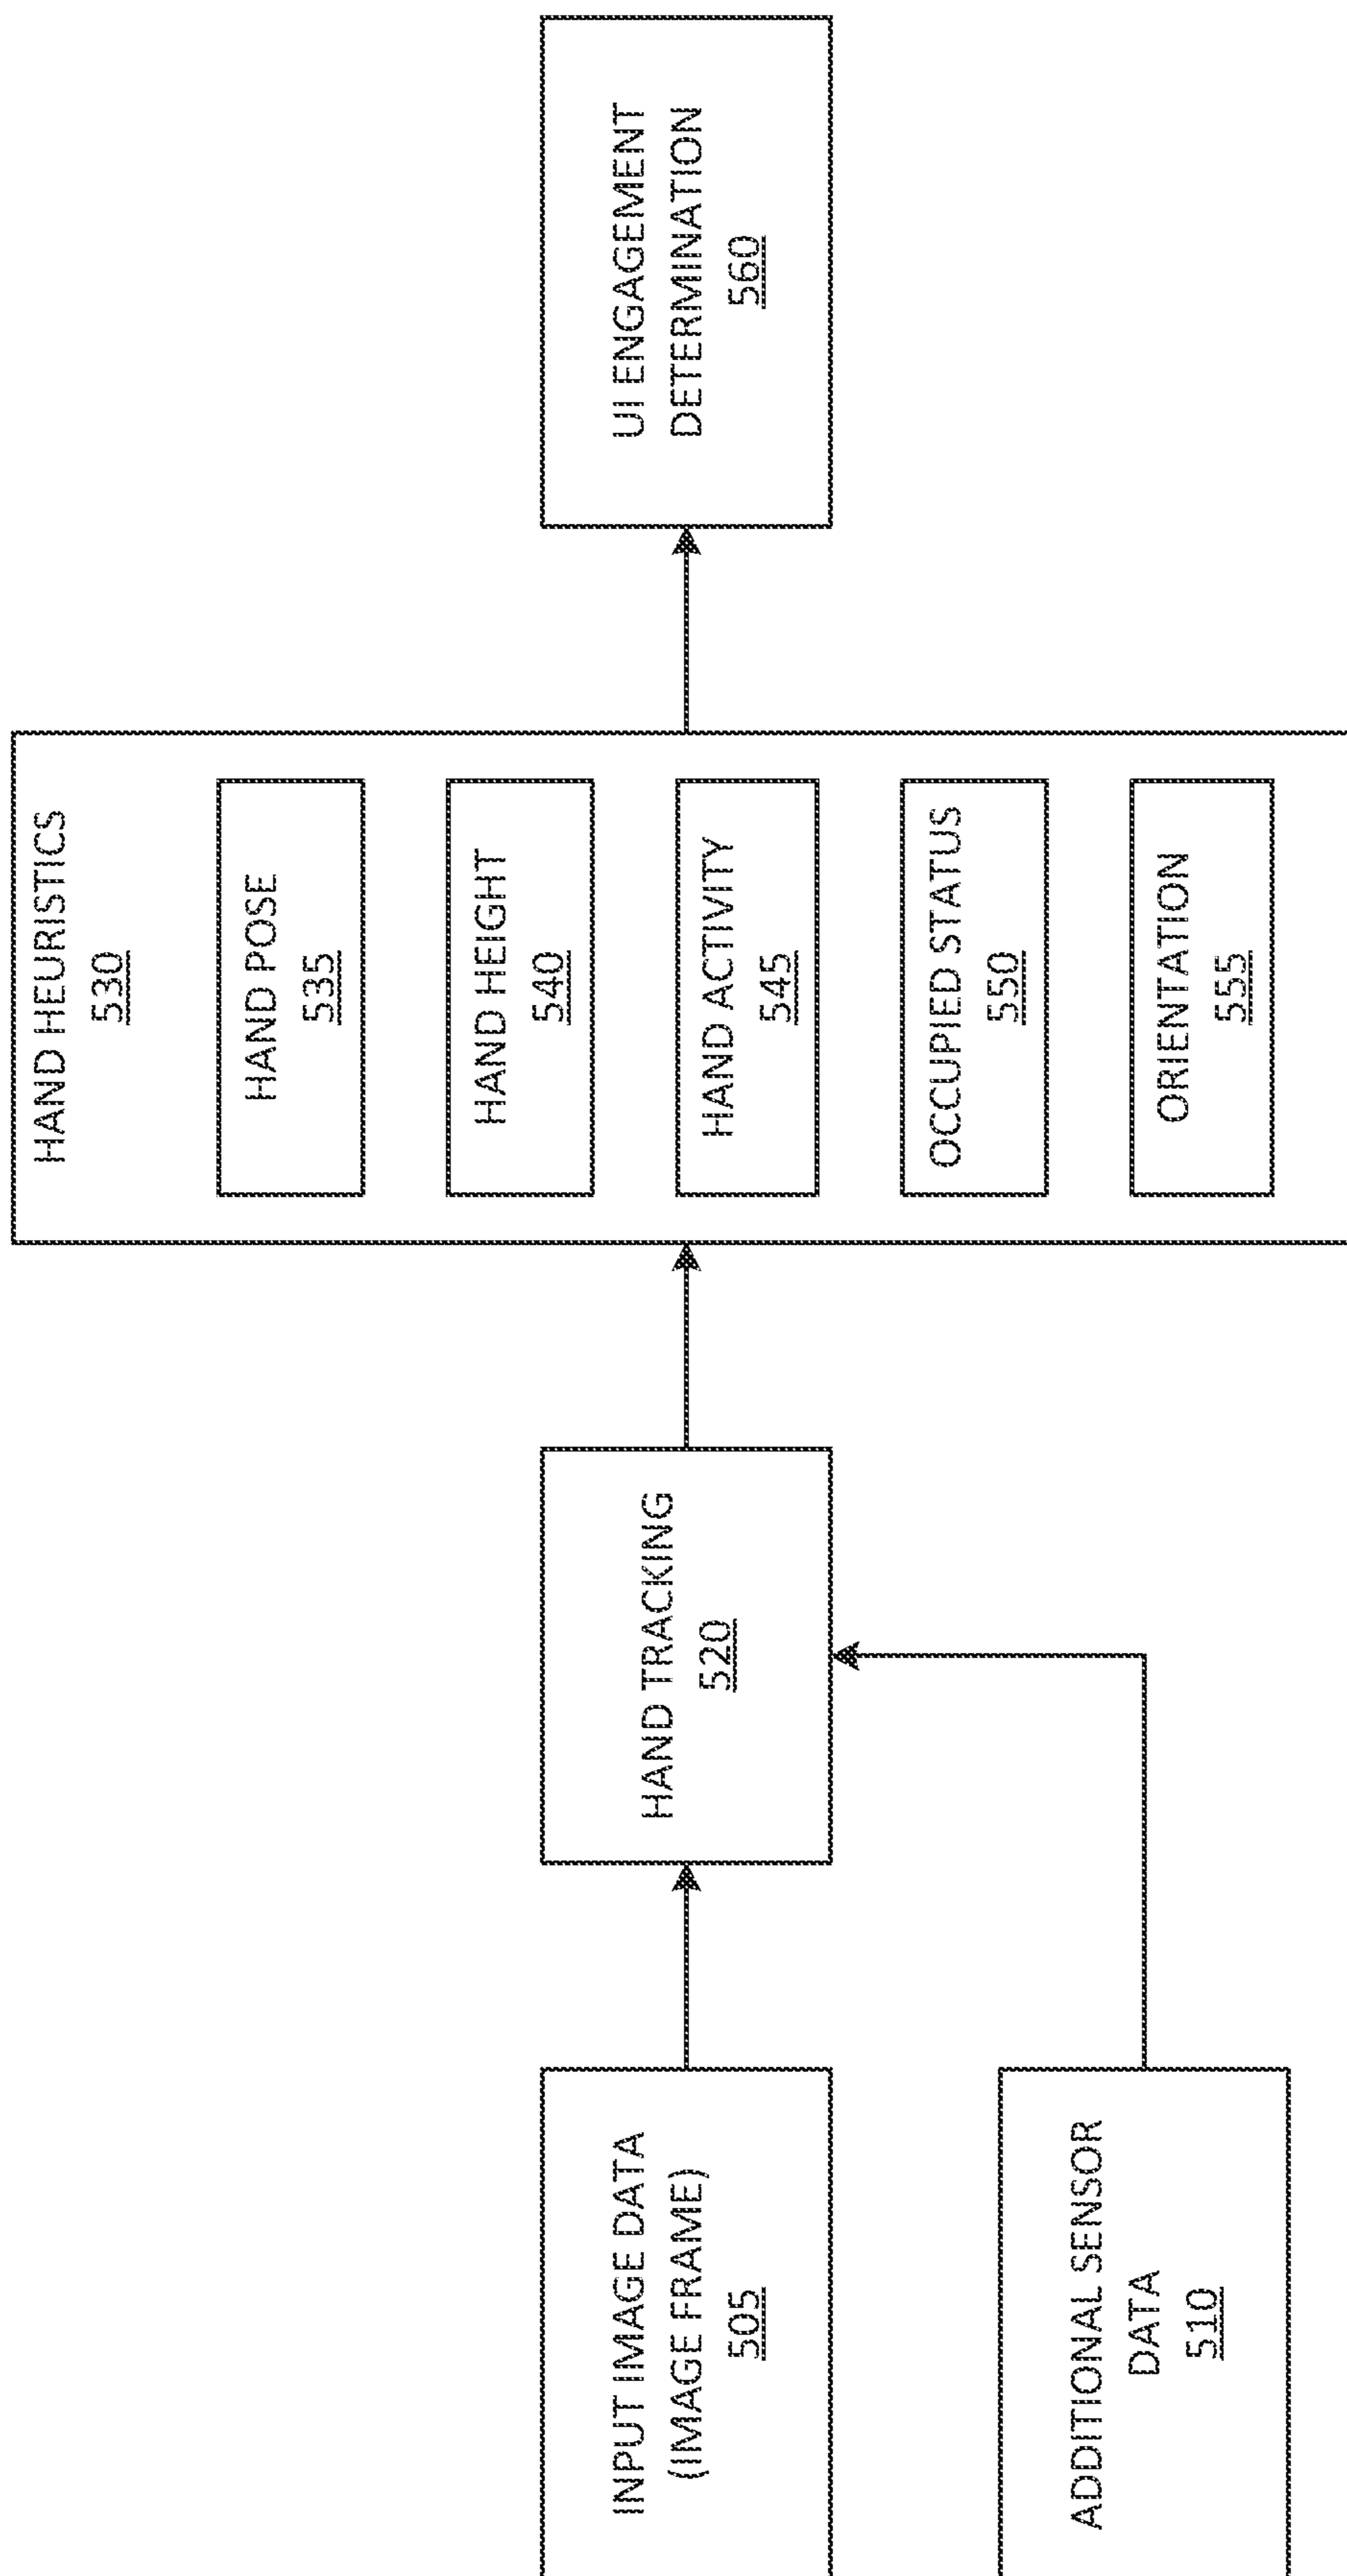 INPUT IMAGE DATA
(IMAGE FRAME)
505
ADDITIONAL SENSOR
DATA
510
HAND TRACKING
520
HAND HEURISTICS
530
HAND POSE
535
HAND HEIGHT
540
HAND ACTIVITY
545
OCCUPIED STATUS
550
ORIENTATION
555
UI ENGAGEMENT
DETERMINATION
560